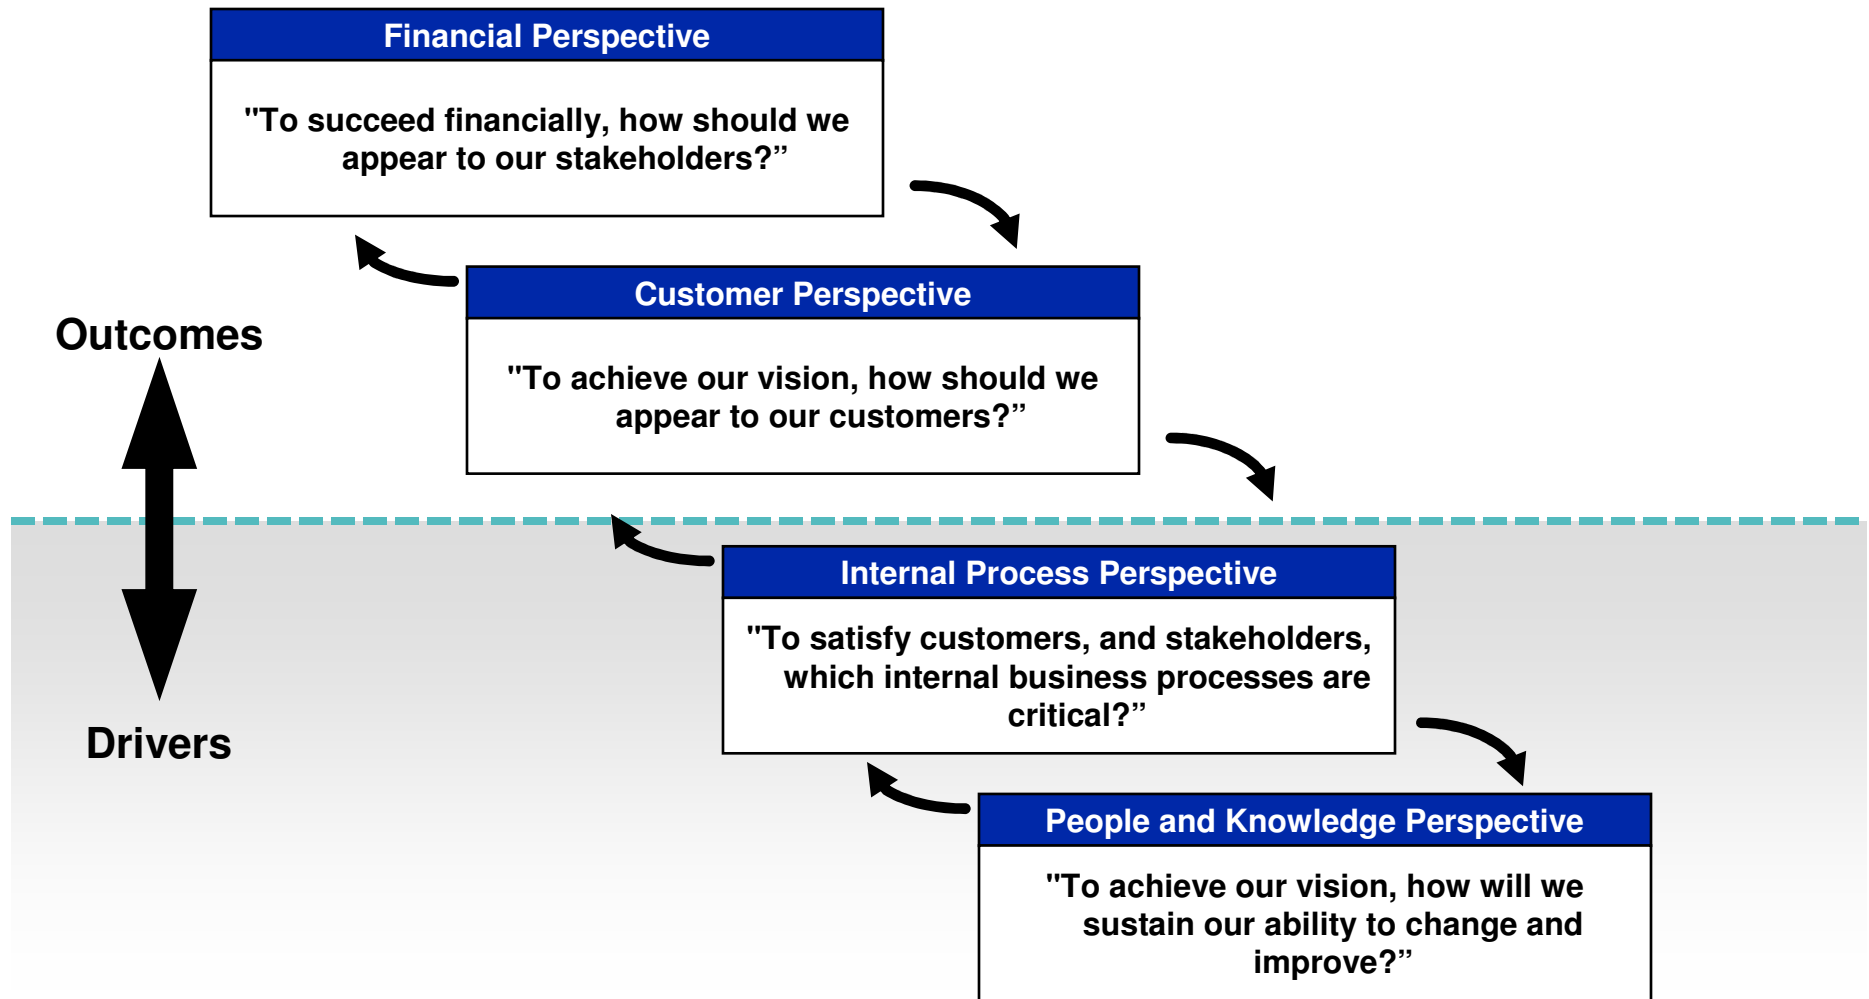 Financial Perspective
"To succeed financially, how should we
appear to our stakeholders?”
Customer Perspective
"To achieve our vision, how should we
appear to our customers?”
Outcomes
Internal Process Perspective
"To satisfy customers, and stakeholders,
which internal business processes are
critical?”
Drivers
People and Knowledge Perspective
"To achieve our vision, how will we
sustain our ability to change and
improve?”